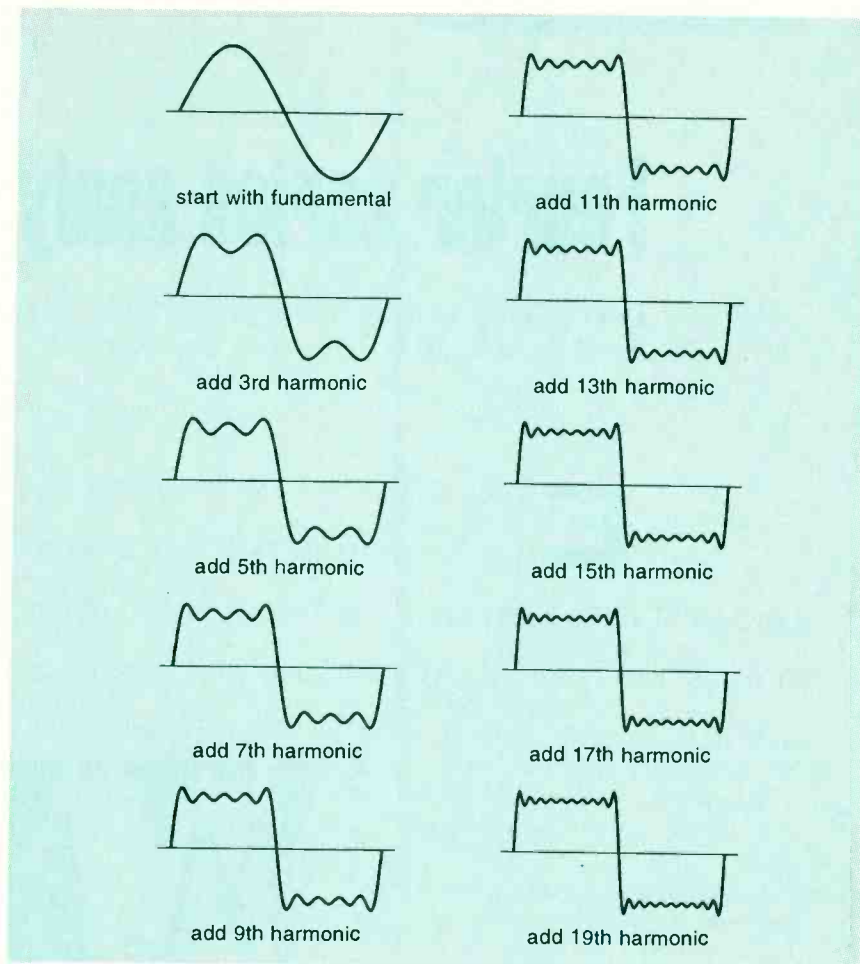 start with fundamental
add 3rd harmonic
add 5th harmonic
add 7th harmonic
add 9th harmonic
add 11th harmonic
add 13th harmonic
add 15th harmonic
add 17th harmonic
add 19th harmonic